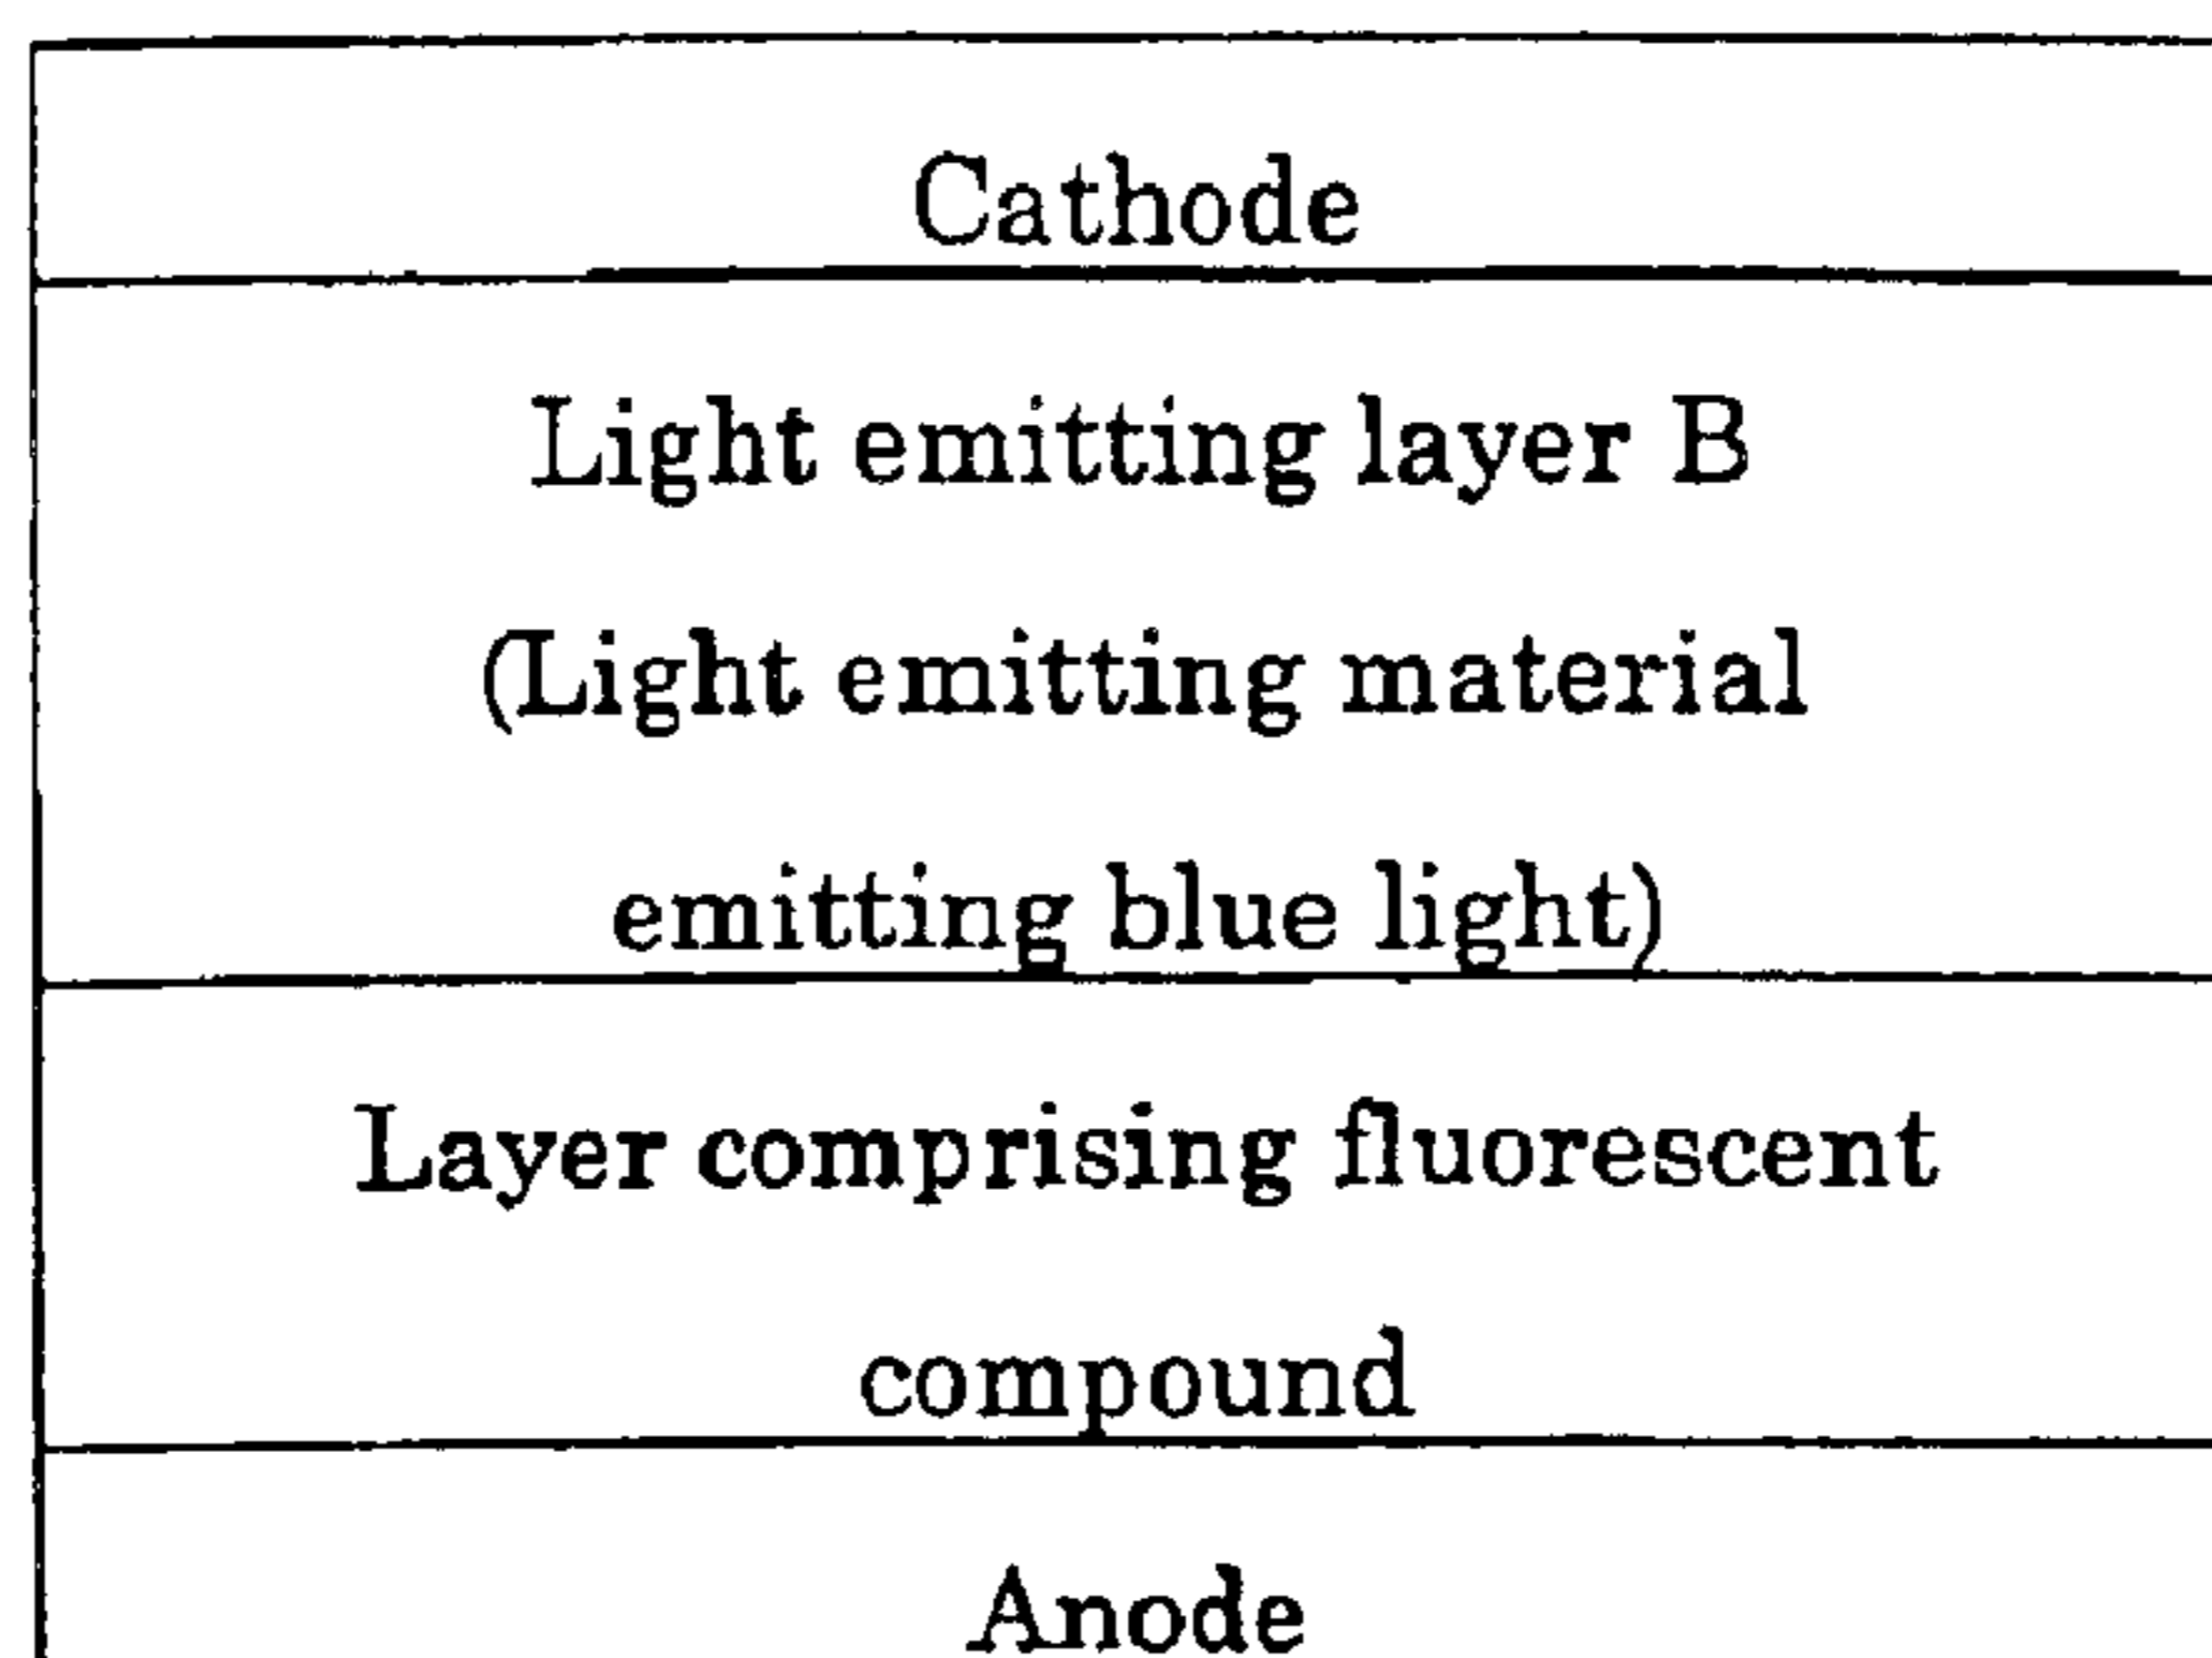 Cathode
Light emitting layer B
(Light emitting material
emitting blue light)
Layer comprising fluorescent
compound
Anode